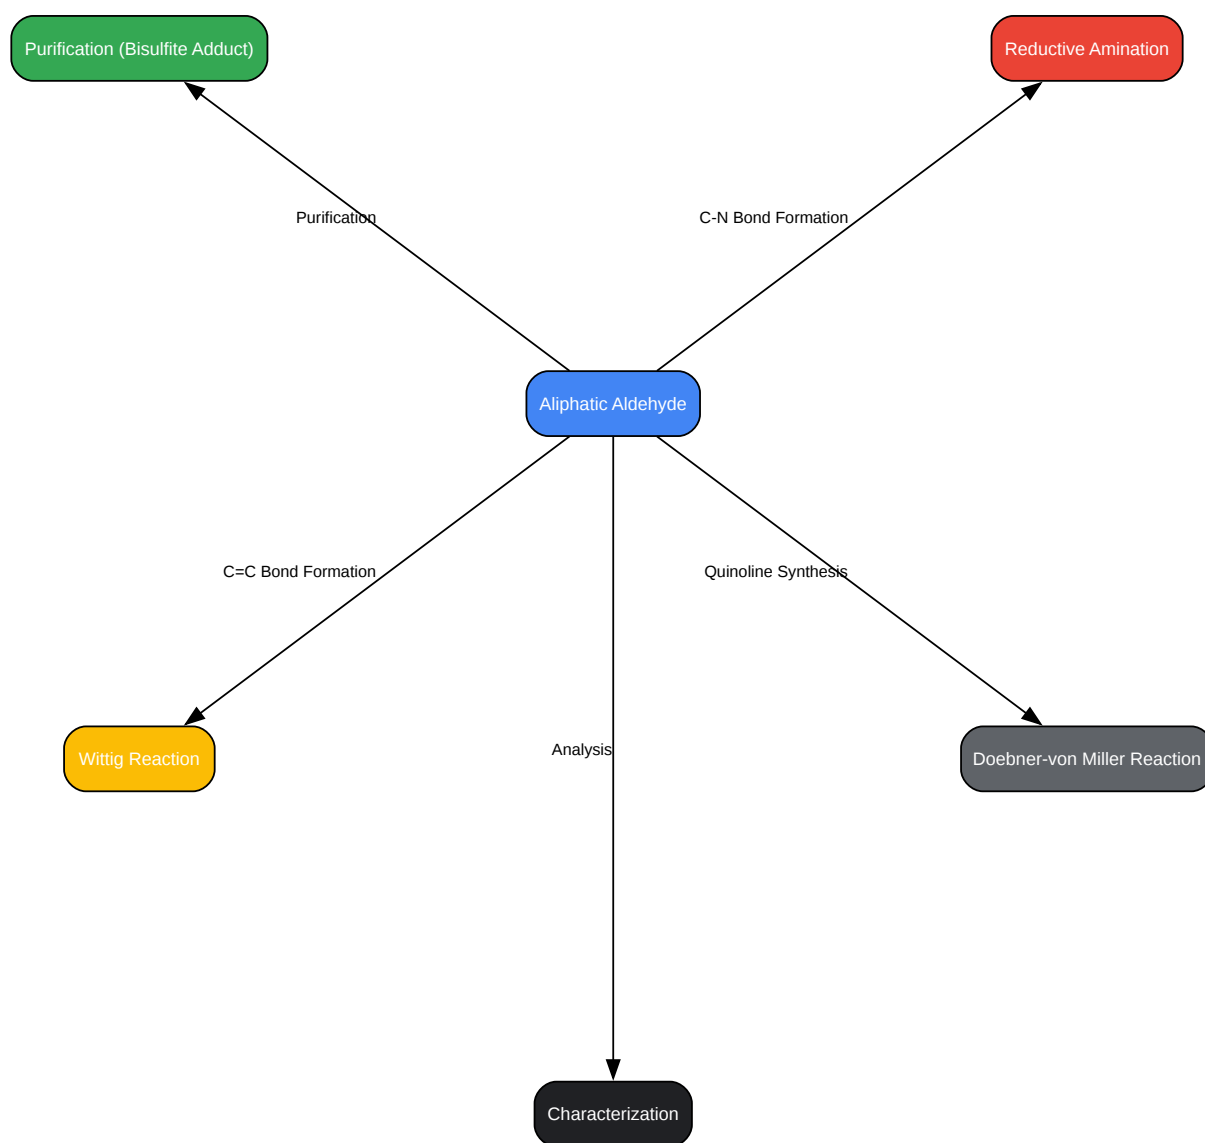 Purification (Bisulfite Adduct)
Reductive Amination
Purification
C-N Bond Formation
Aliphatic Aldehyde
C=C Bond Formation
Quinoline Synthesis
Analysis
Wittig Reaction
Doebner-von Miller Reaction
Characterization